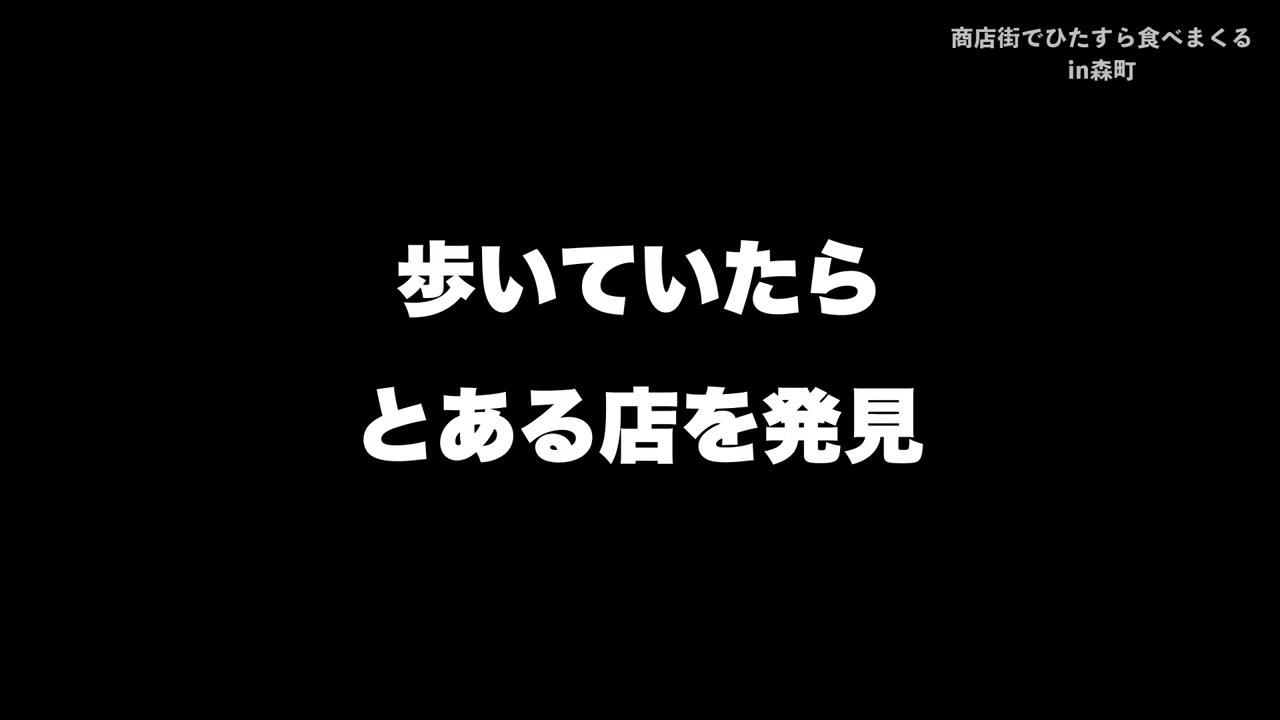 商店街でひたすら食べまくる
in森町
歩いていたら
とある店を発見